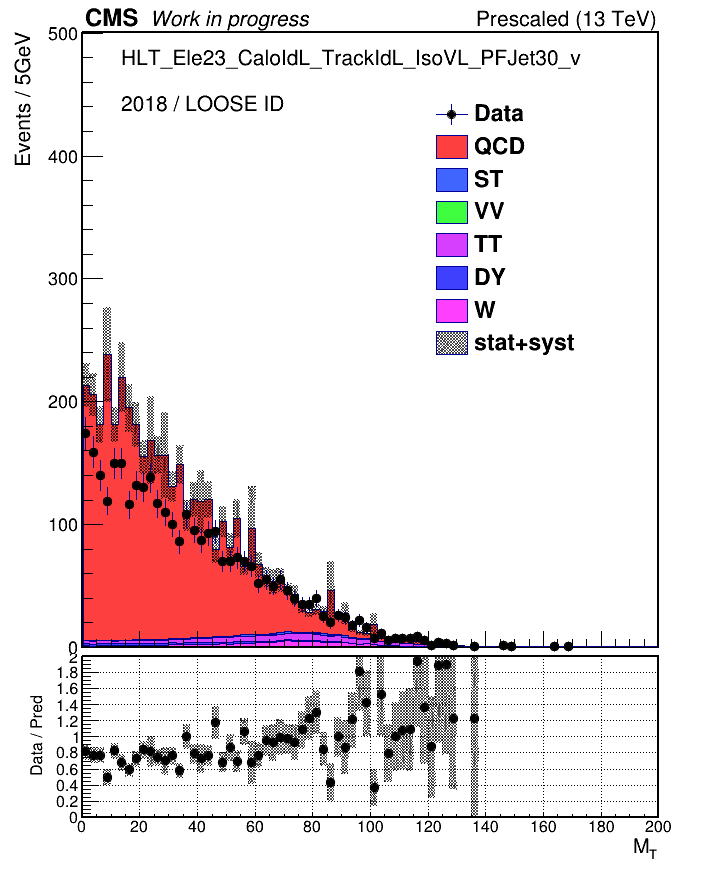 CMS Work in progress Prescaled (13 TeV)
Events / 5GeV
HLT_Ele23_CaloIdL_TrackIdL_IsoVL_PFJet30_v
2018 / LOOSE ID
Data
QCD
ST
VV
TT
DY
W
stat+syst
500
400
300
200
100
0
Data / Pred
2
1.8
1.6
1.4
1.2
1
0.8
0.6
0.4
0.2
0
0 20 40 60 80 100 120 140 160 180 200
M_T